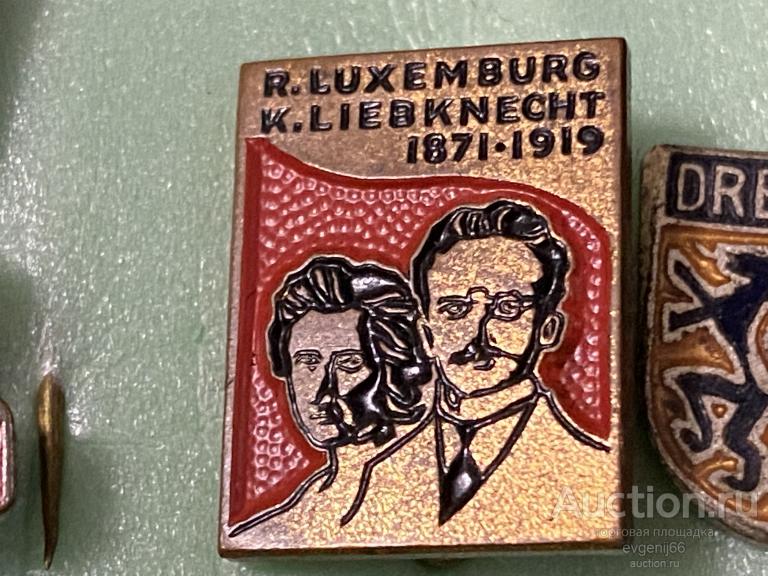 R. LUXEMBURG
K. LIEBKNECHT
1871 • 1919
DRE
Auction.ru
торговая площадка
evgenij66
auction.ru